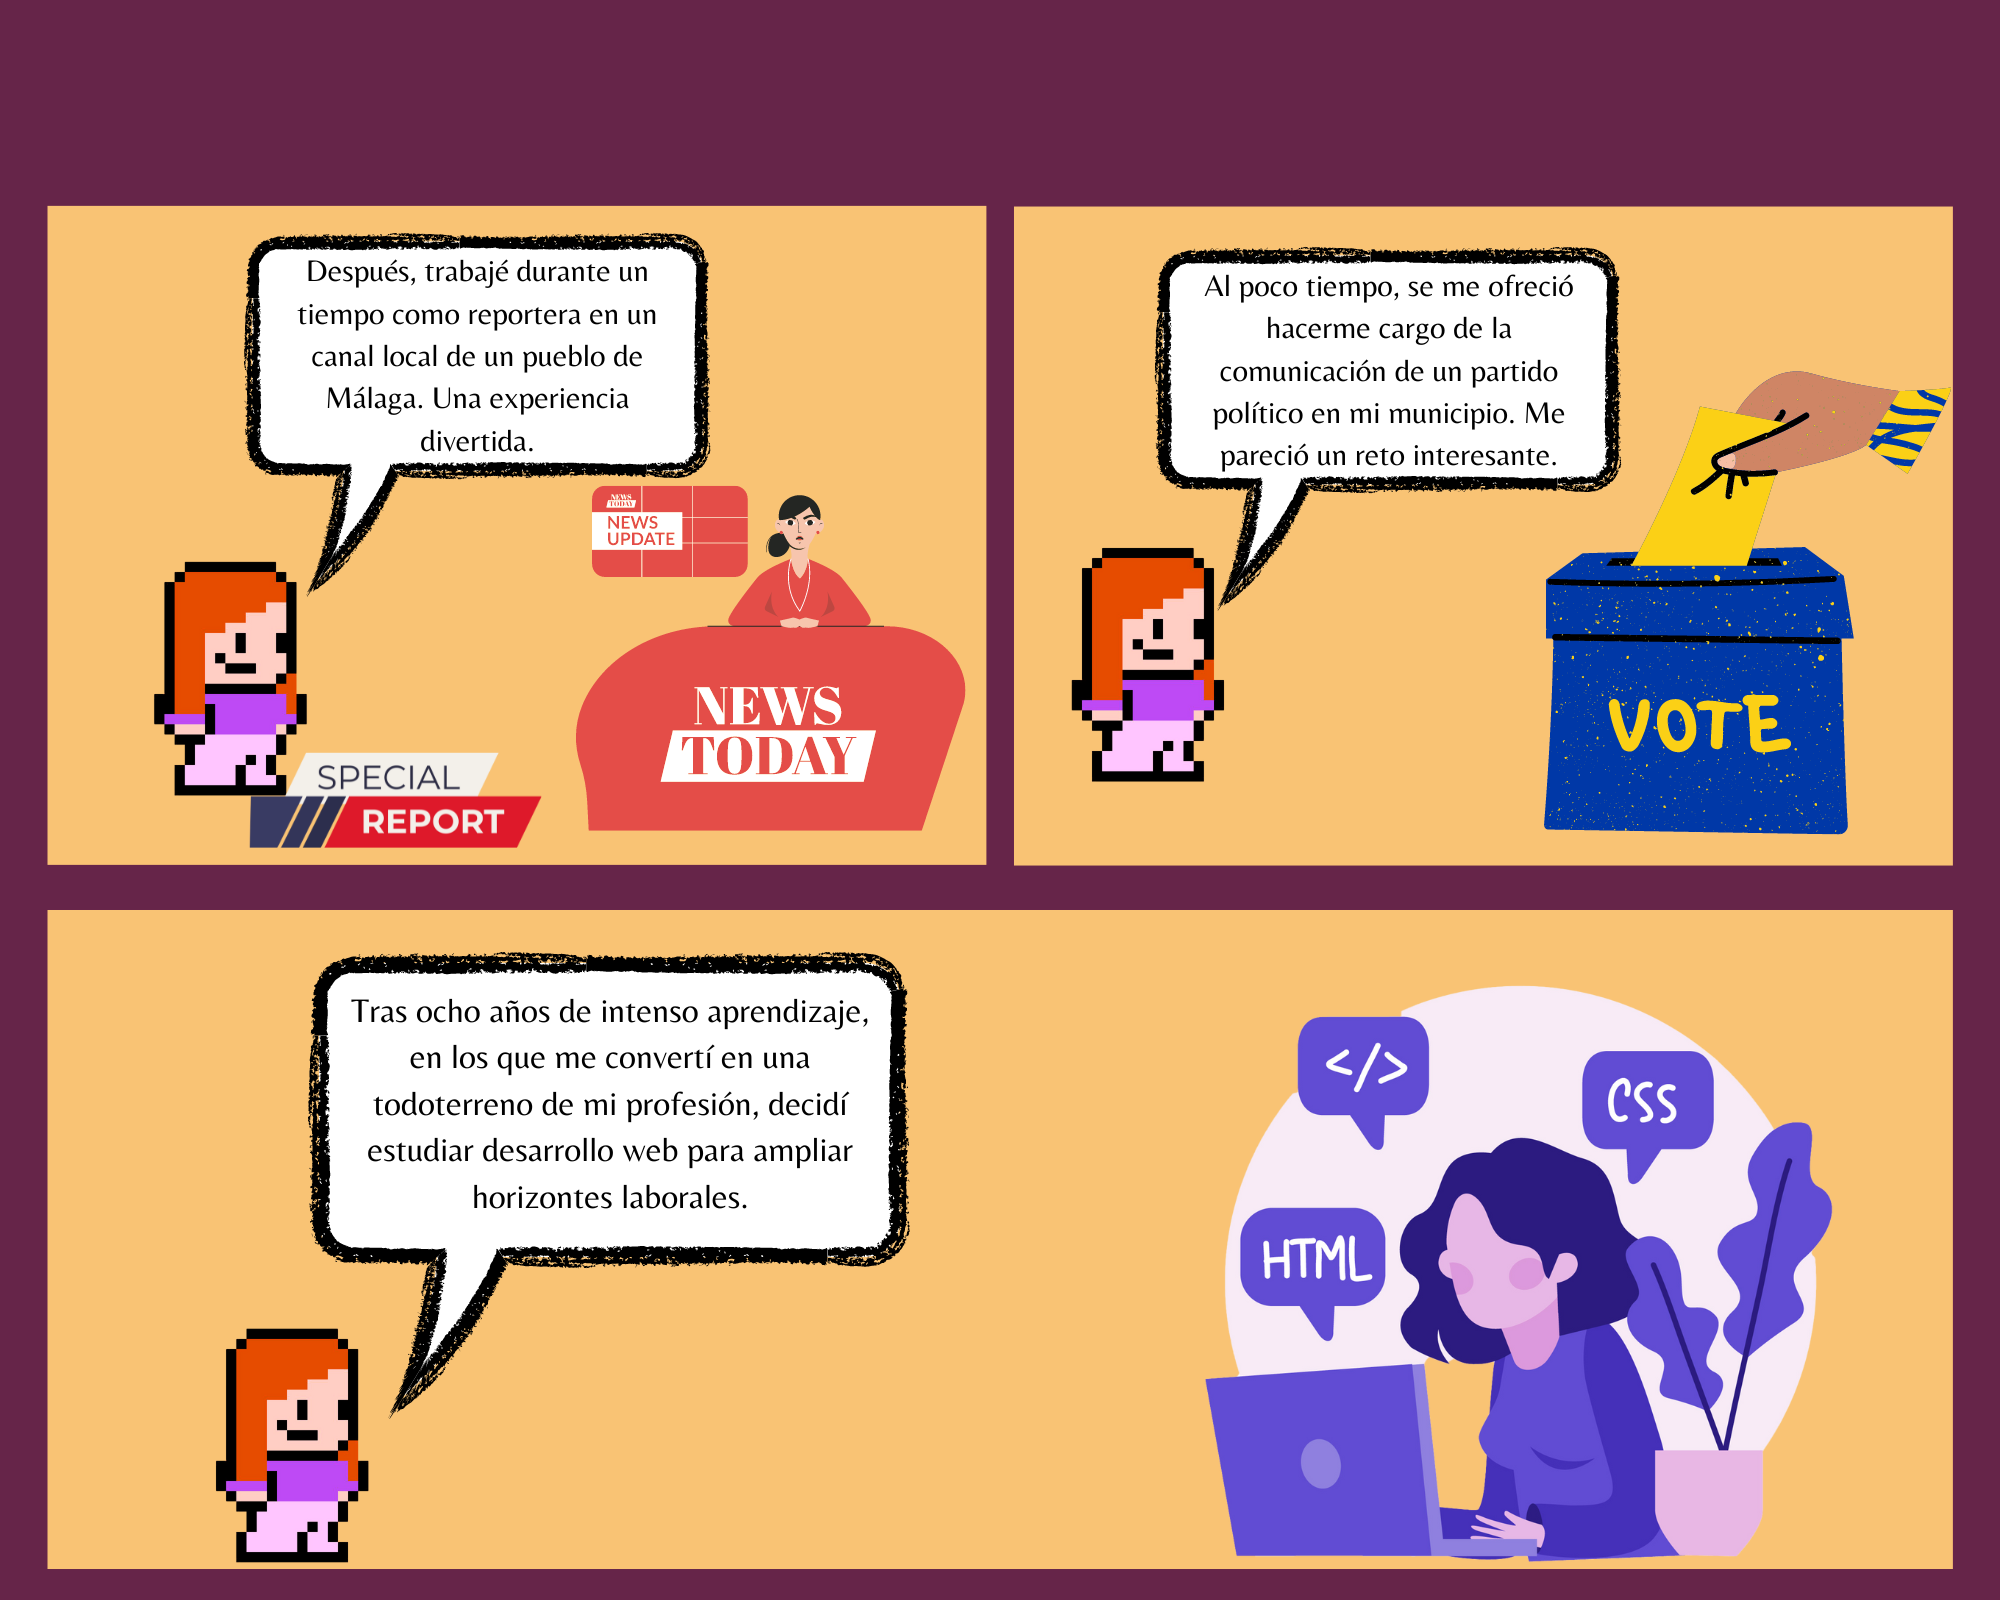 Después, trabajé durante un
tiempo como reportera en un
canal local de un pueblo de
Málaga. Una experiencia
divertida.
NEWS
TODAY
NEWS
UPDATE
NEWS
TODAY
SPECIAL
REPORT
Al poco tiempo, se me ofreció
hacerme cargo de la
comunicación de un partido
político en mi municipio. Me
pareció un reto interesante.
VOTE
Tras ocho años de intenso aprendizaje,
en los que me convertí en una
todoterreno de mi profesión, decidí
estudiar desarrollo web para ampliar
horizontes laborales.
</>
CSS
HTML